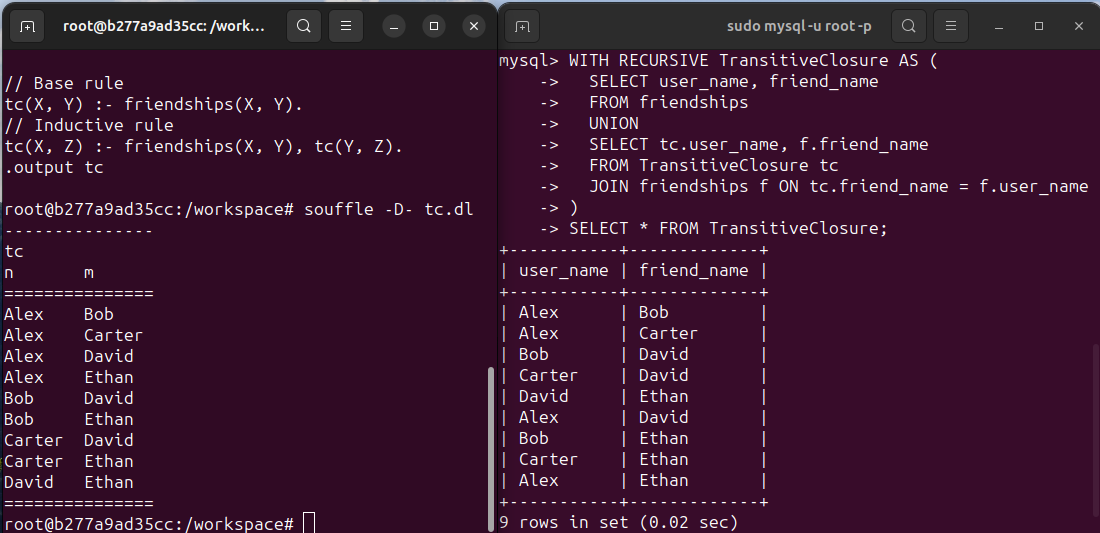 root@b277a9ad35cc: /work...
// Base rule
tc(X, Y) :- friendships(X, Y).
// Inductive rule
tc(X, Z) :- friendships(X, Y), tc(Y, Z).
.output tc
root@b277a9ad35cc:/workspace# souffle -D- tc.dl
---------------
tc
n       m
===============
Alex    Bob
Alex    Carter
Alex    David
Alex    Ethan
Bob     David
Bob     Ethan
Carter  David
Carter  Ethan
David   Ethan
===============
root@b277a9ad35cc:/workspace#
sudo mysql -u root -p
mysql> WITH RECURSIVE TransitiveClosure AS (
    ->   SELECT user_name, friend_name
    ->   FROM friendships
    ->   UNION
    ->   SELECT tc.user_name, f.friend_name
    ->   FROM TransitiveClosure tc
    ->   JOIN friendships f ON tc.friend_name = f.user_name
    -> )
    -> SELECT * FROM TransitiveClosure;
+-----------+-------------+
| user_name | friend_name |
+-----------+-------------+
| Alex      | Bob         |
| Alex      | Carter      |
| Bob       | David       |
| Carter    | David       |
| David     | Ethan       |
| Alex      | David       |
| Bob       | Ethan       |
| Carter    | Ethan       |
| Alex      | Ethan       |
+-----------+-------------+
9 rows in set (0.02 sec)